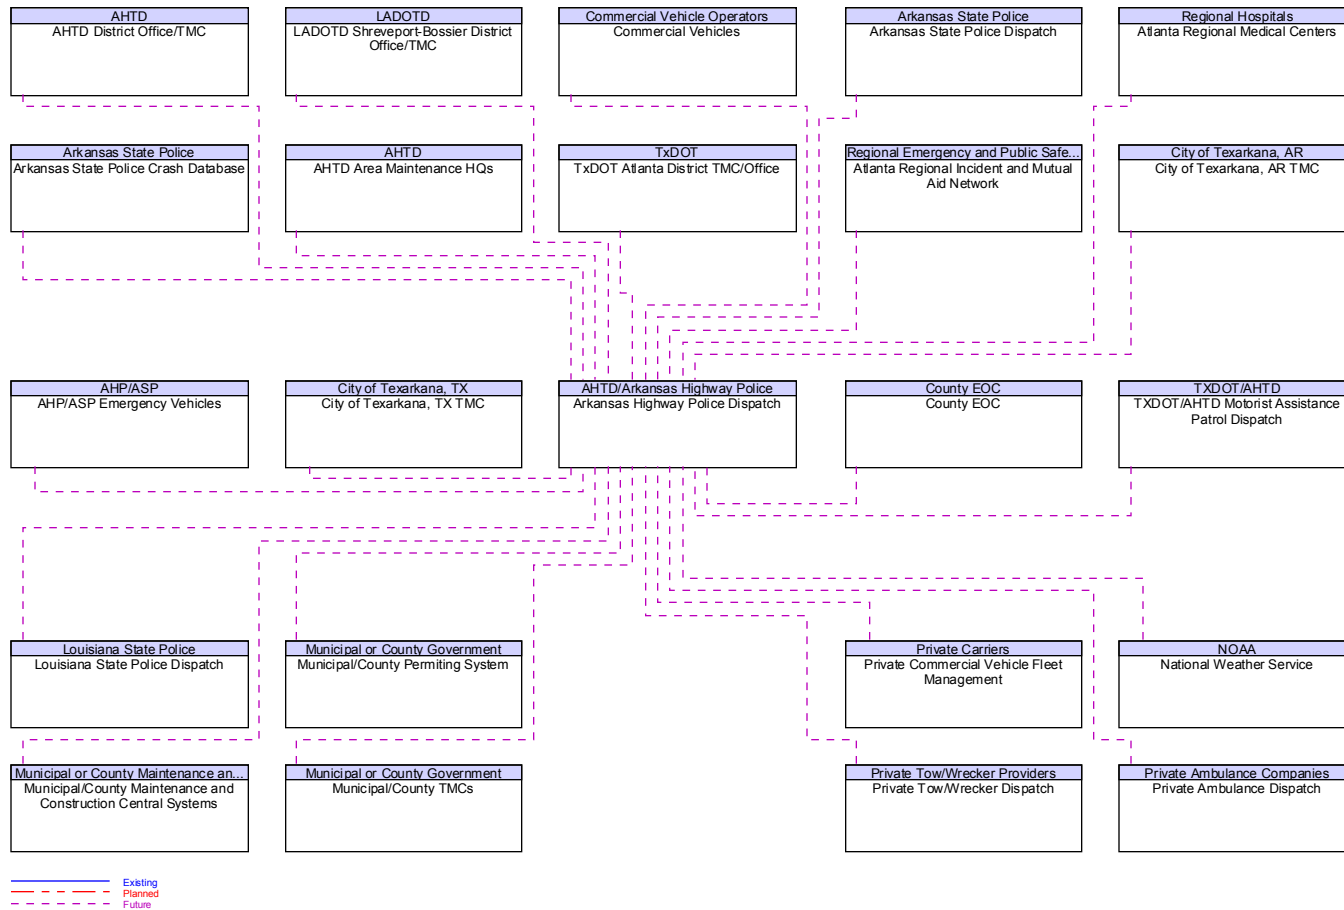 AHTD
AHTD District Office/TMC
LADOTD
LADOTD Shreveport-Bossier District
Office/TMC
Commercial Vehicle Operators
Commercial Vehicles
Arkansas State Police
Arkansas State Police Dispatch
Regional Hospitals
Atlanta Regional Medical Centers
Arkansas State Police
Arkansas State Police Crash Database
AHTD
AHTD Area Maintenance HQs
TxDOT
TxDOT Atlanta District TMC/Office
Regional Emergency and Public Safe...
Atlanta Regional Incident and Mutual
Aid Network
City of Texarkana, AR
City of Texarkana, AR TMC
AHP/ASP
AHP/ASP Emergency Vehicles
City of Texarkana, TX
City of Texarkana, TX TMC
AHTD/Arkansas Highway Police
Arkansas Highway Police Dispatch
County EOC
County EOC
TXDOT/AHTD
TXDOT/AHTD Motorist Assistance
Patrol Dispatch
Louisiana State Police
Louisiana State Police Dispatch
Municipal or County Government
Municipal/County Permiting System
Private Carriers
Private Commercial Vehicle Fleet
Management
NOAA
National Weather Service
Municipal or County Maintenance an...
Municipal/County Maintenance and
Construction Central Systems
Municipal or County Government
Municipal/County TMCs
Private Tow/Wrecker Providers
Private Tow/Wrecker Dispatch
Private Ambulance Companies
Private Ambulance Dispatch
Existing
Planned
Future